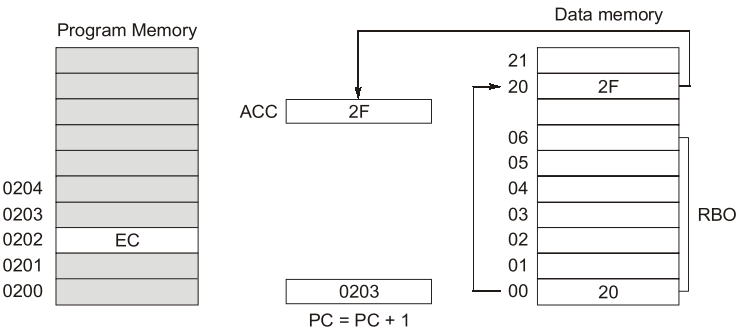 Program Memory
Data memory
21
20 2F
ACC 2F
06
05
0204 04
0203 03 RBO
0202 EC 02
0201 01
0200 0203 00 20
PC = PC + 1